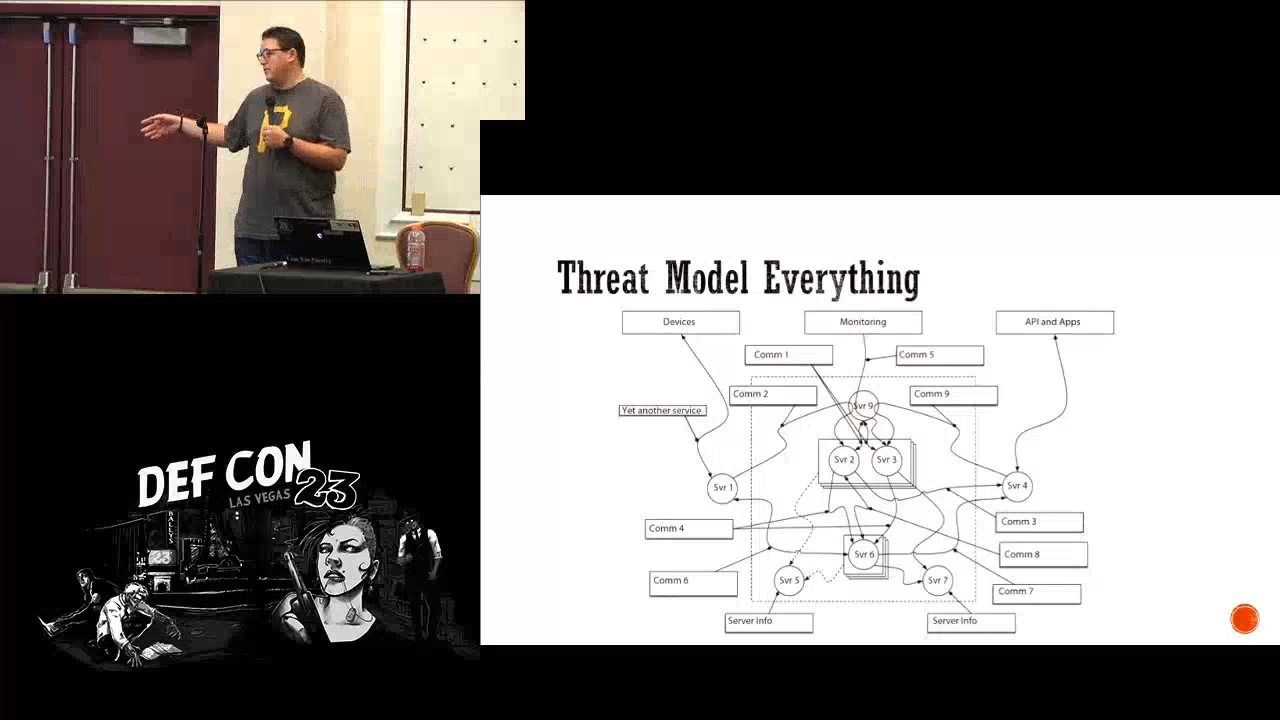 P
Threat Model Everything
Devices
Monitoring
API and Apps
Comm 1
Comm 5
Comm 2
Comm 9
Yet another service
Svr 9
Svr 2
Svr 3
Svr 1
Svr 4
Comm 4
Comm 3
Svr 6
Comm 8
Comm 6
Svr 5
Svr 7
Comm 7
Server Info
Server Info
DEF CON
LAS VEGAS 23
BALLYS